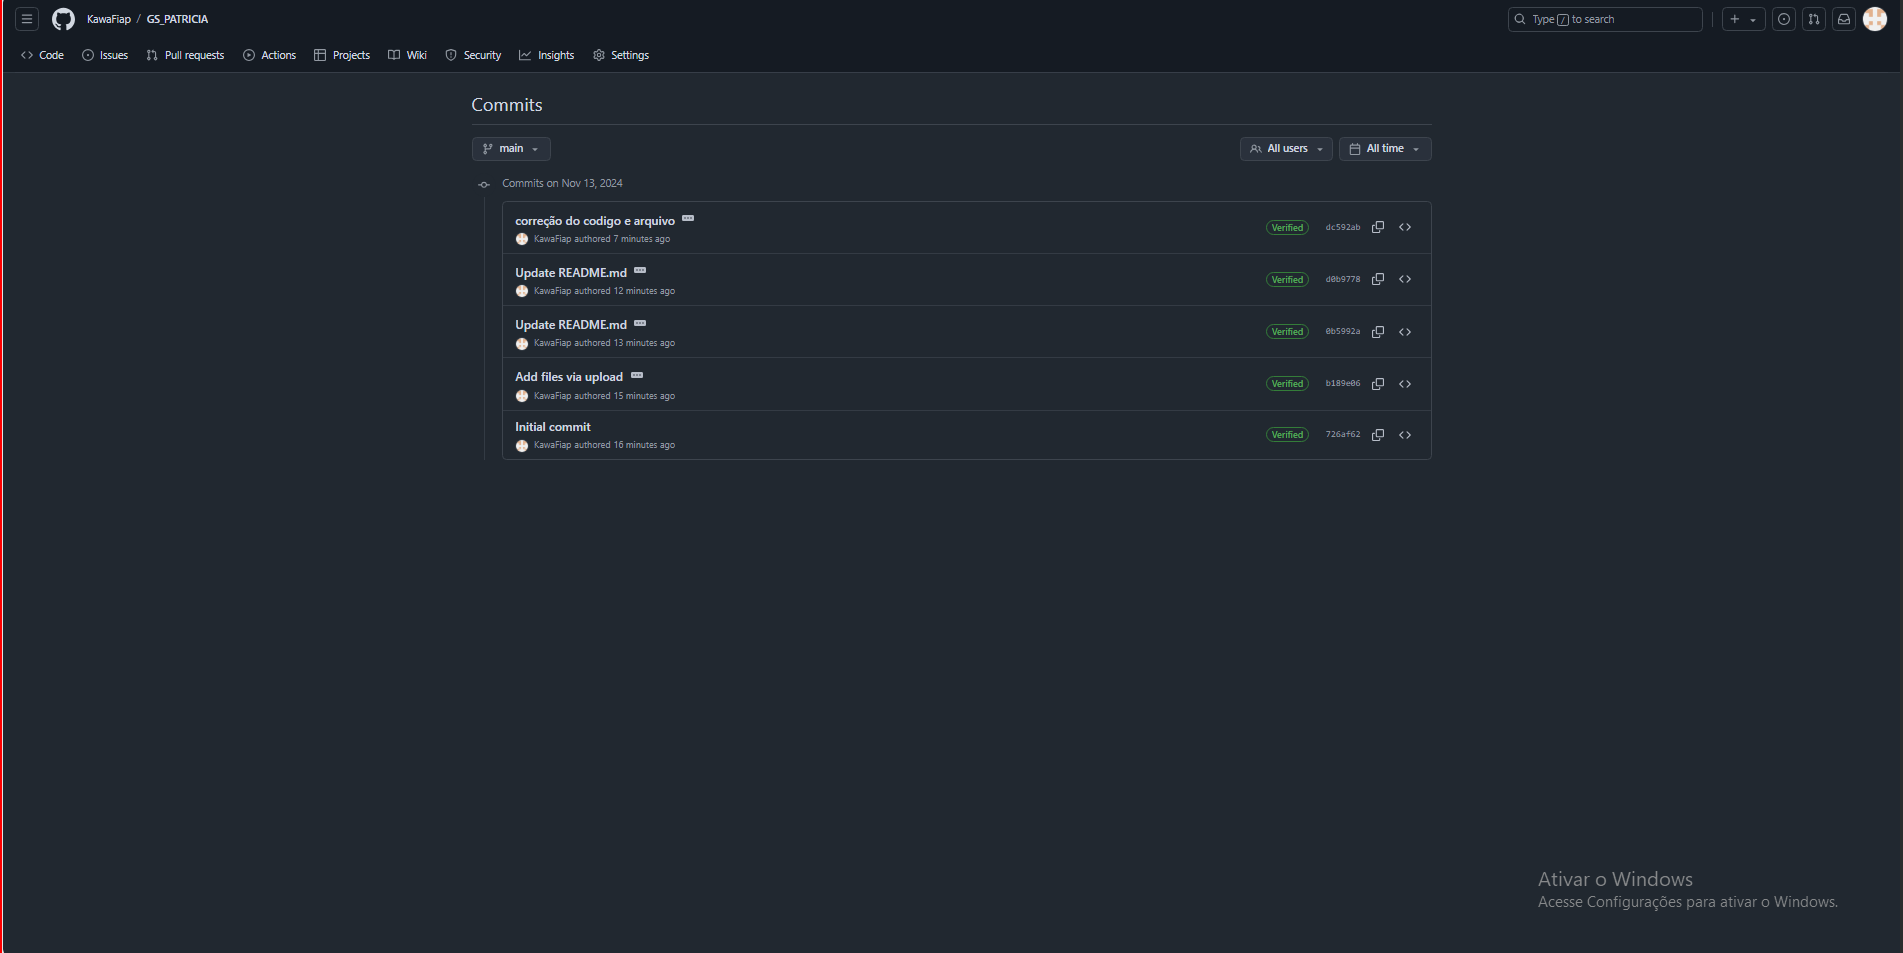 KawaFiap / GS_PATRICIA
Type / to search
Code Issues Pull requests Actions Projects Wiki Security Insights Settings
Commits
main All users All time
Commits on Nov 13, 2024
correção do codigo e arquivo
KawaFiap authored 7 minutes ago
Verified dc592ab
Update README.md
KawaFiap authored 12 minutes ago
Verified d0b9778
Update README.md
KawaFiap authored 13 minutes ago
Verified 0b5992a
Add files via upload
KawaFiap authored 15 minutes ago
Verified b189e06
Initial commit
KawaFiap authored 16 minutes ago
Verified 726af62
Ativar o Windows
Acesse Configurações para ativar o Windows.